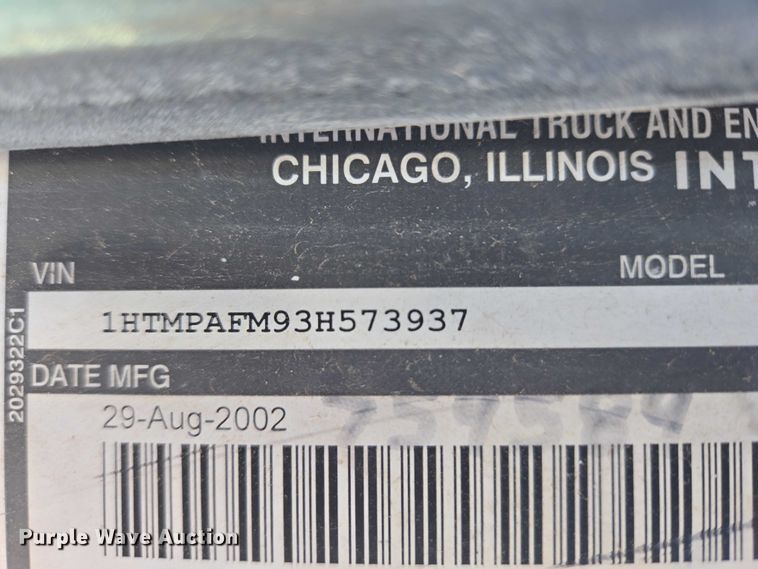 INTERNATIONAL TRUCK AND EN
CHICAGO, ILLINOIS INT
VIN MODEL
1HTMPAFM93H573937
DATE MFG
29-Aug-2002
2029322C1
Purple Wave Auction